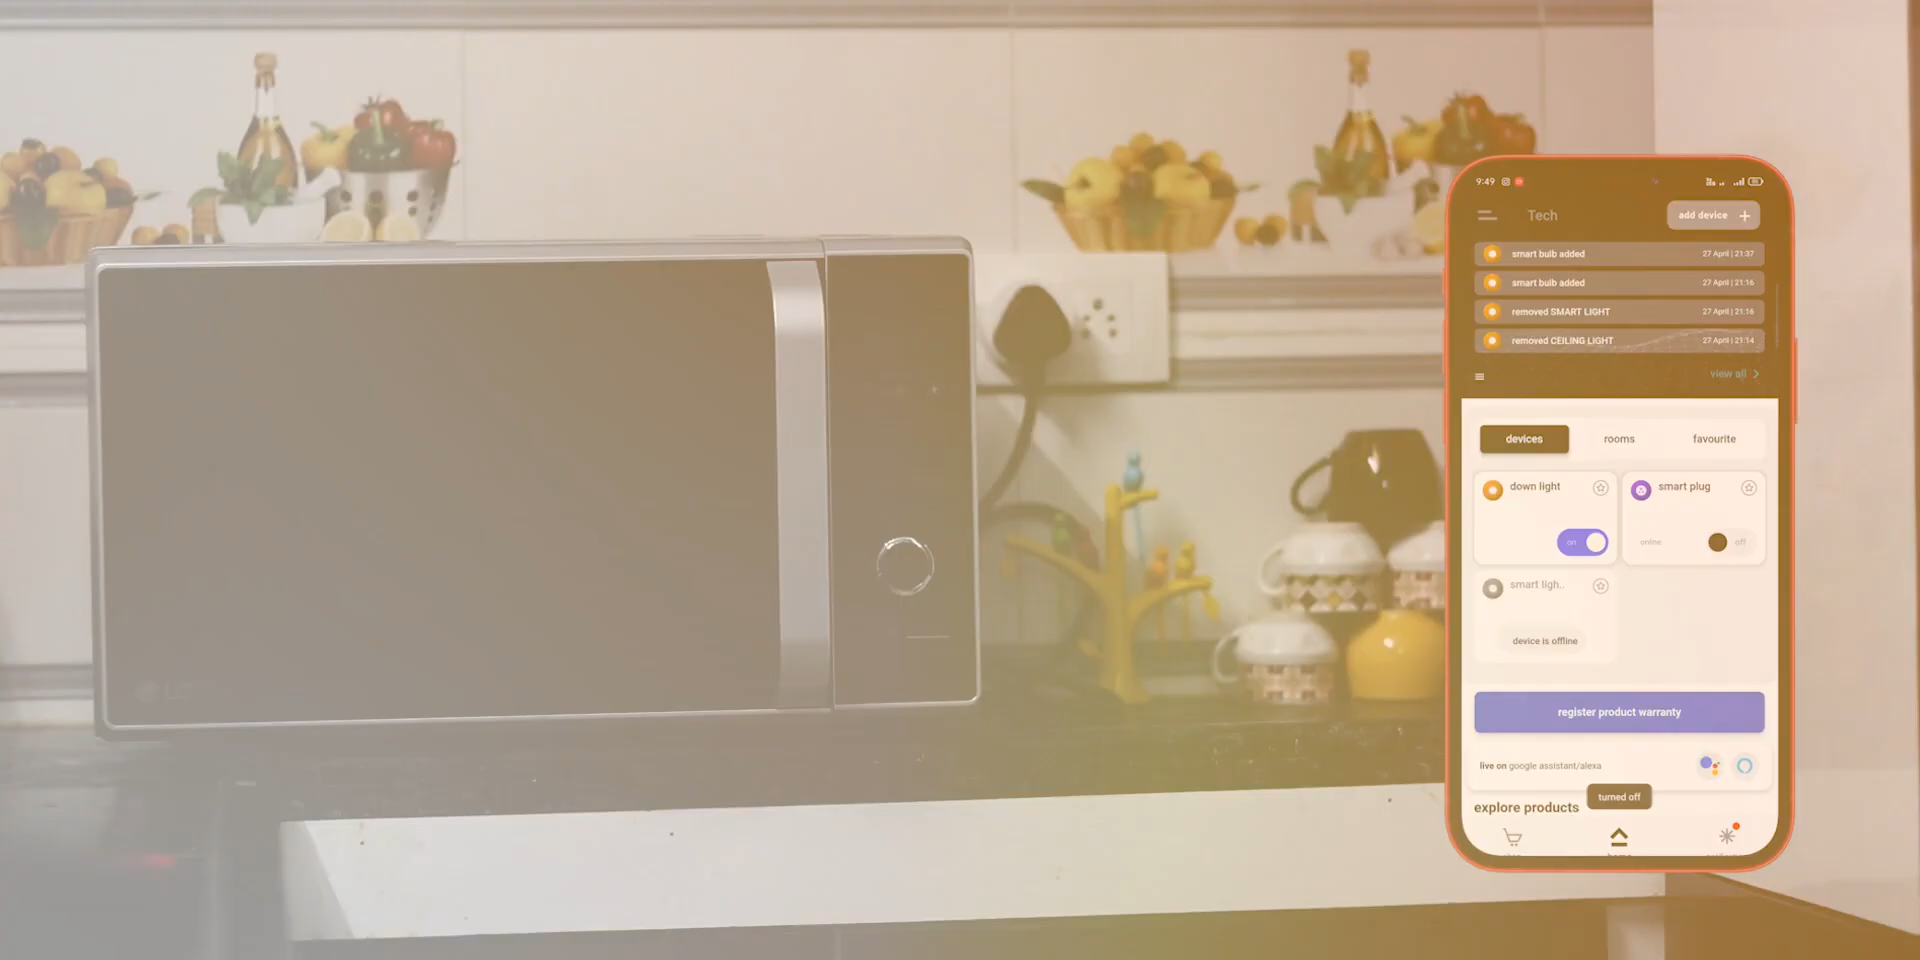 LG
9:49
Tech
add device +
smart bulb added 27 April | 21:37
smart bulb added 27 April | 21:16
removed SMART LIGHT 27 April | 21:16
removed CEILING LIGHT 27 April | 21:14
view all >
devices rooms favourite
down light
on
smart plug
online off
smart ligh..
device is offline
register product warranty
live on google assistant/alexa
turned off
explore products